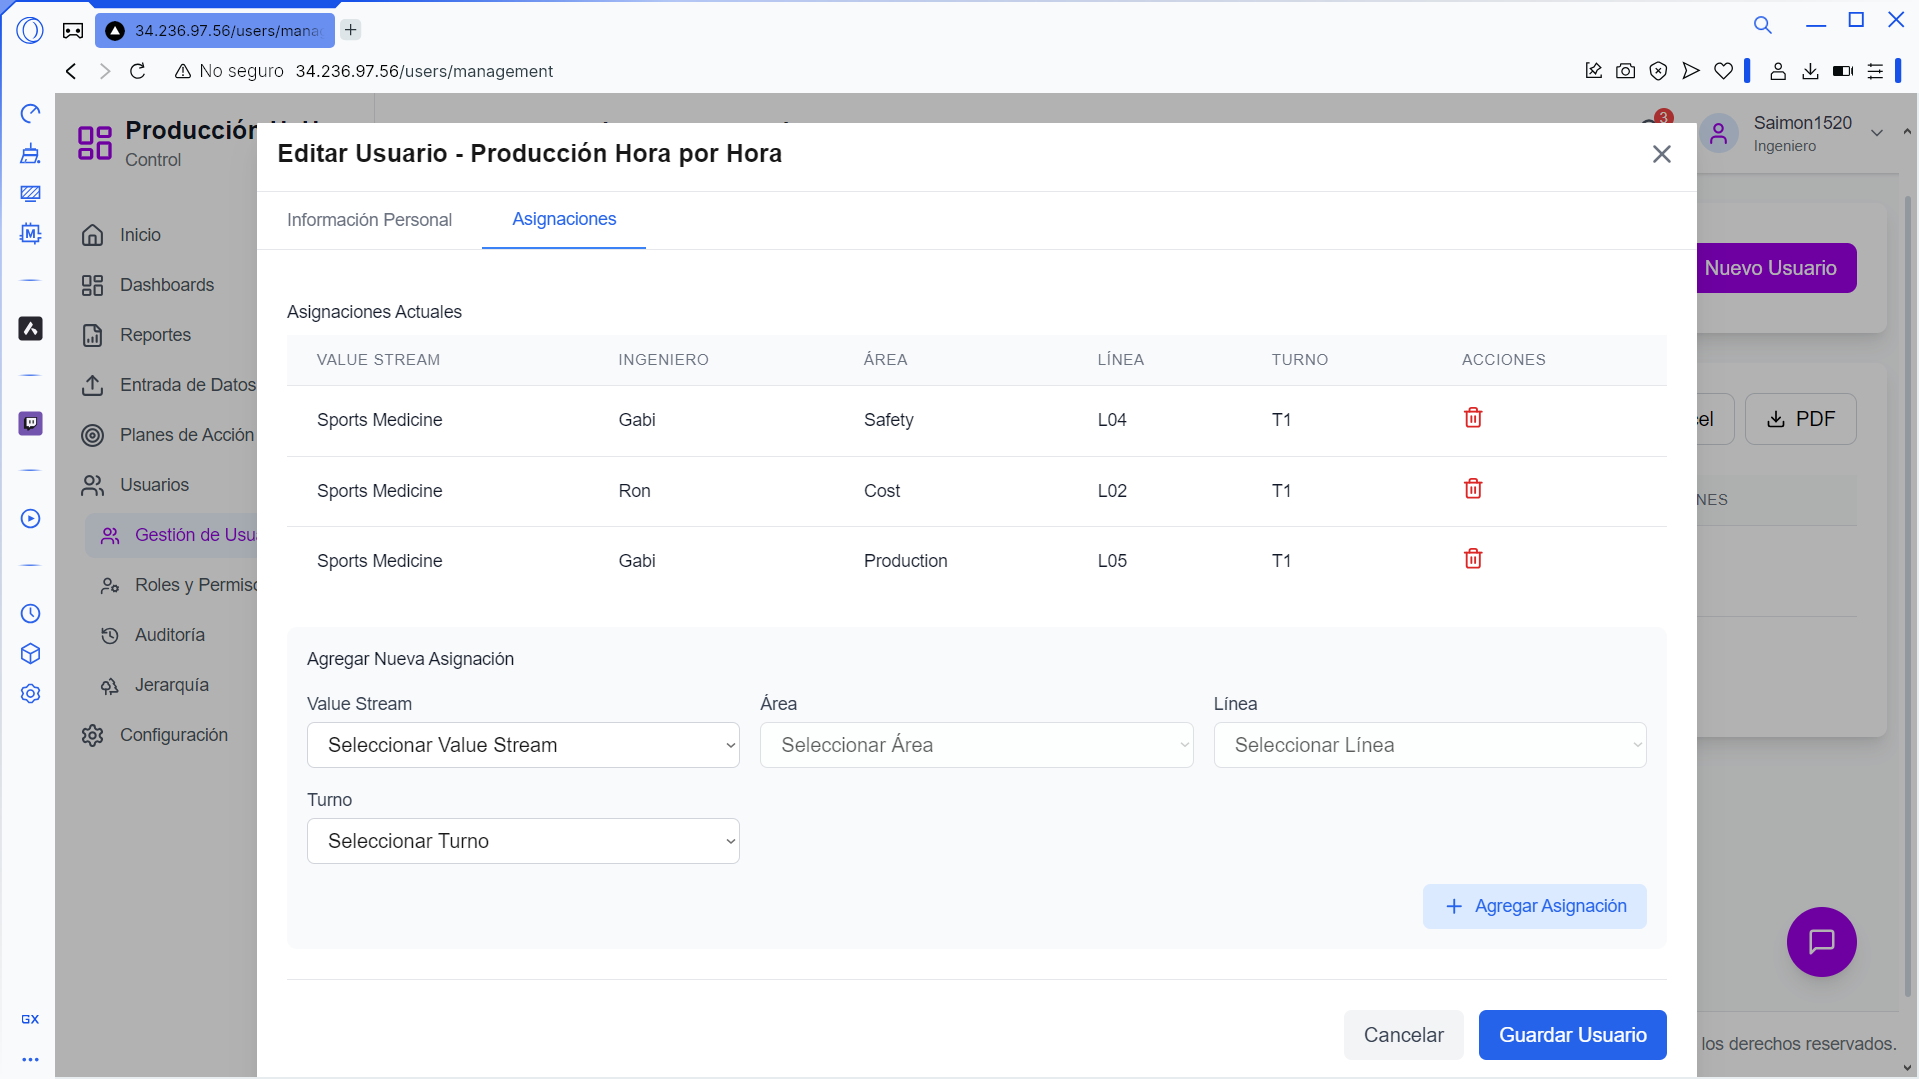 34.236.97.56/users/mana
No seguro 34.236.97.56/users/management
Producción
Control
3
Saimon1520
Ingeniero
Inicio
Dashboards
Reportes
Entrada de Datos
Planes de Acción
Usuarios
Gestión de Usu
Roles y Permiso
Auditoría
Jerarquía
Configuración
GX
Editar Usuario - Producción Hora por Hora
Información Personal
Asignaciones
Asignaciones Actuales
VALUE STREAM INGENIERO ÁREA LÍNEA TURNO ACCIONES
Sports Medicine Gabi Safety L04 T1
Sports Medicine Ron Cost L02 T1
Sports Medicine Gabi Production L05 T1
Agregar Nueva Asignación
Value Stream Área Línea
Seleccionar Value Stream Seleccionar Área Seleccionar Línea
Turno
Seleccionar Turno
Agregar Asignación
Cancelar Guardar Usuario
Nuevo Usuario
cel PDF
NES
los derechos reservados.